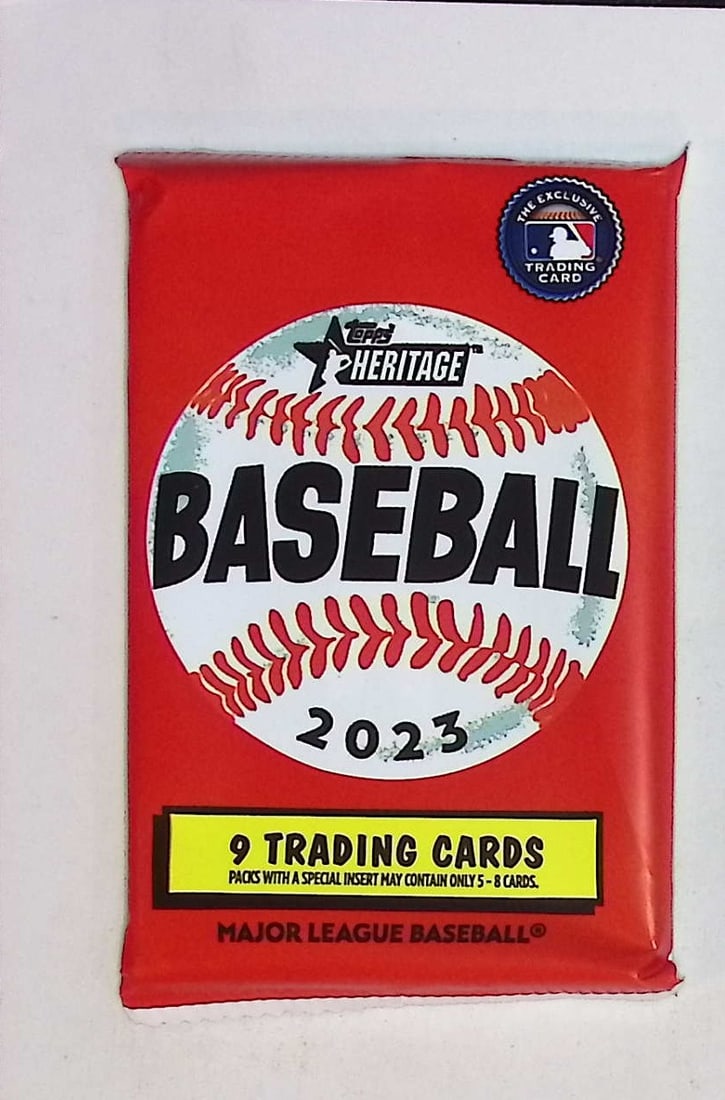 THE EXCLUSIVE
TRADING
CARD
Topps
HERITAGE™
BASEBALL
2023
9 TRADING CARDS
PACKS WITH A SPECIAL INSERT MAY CONTAIN ONLY 5 - 8 CARDS.
MAJOR LEAGUE BASEBALL®